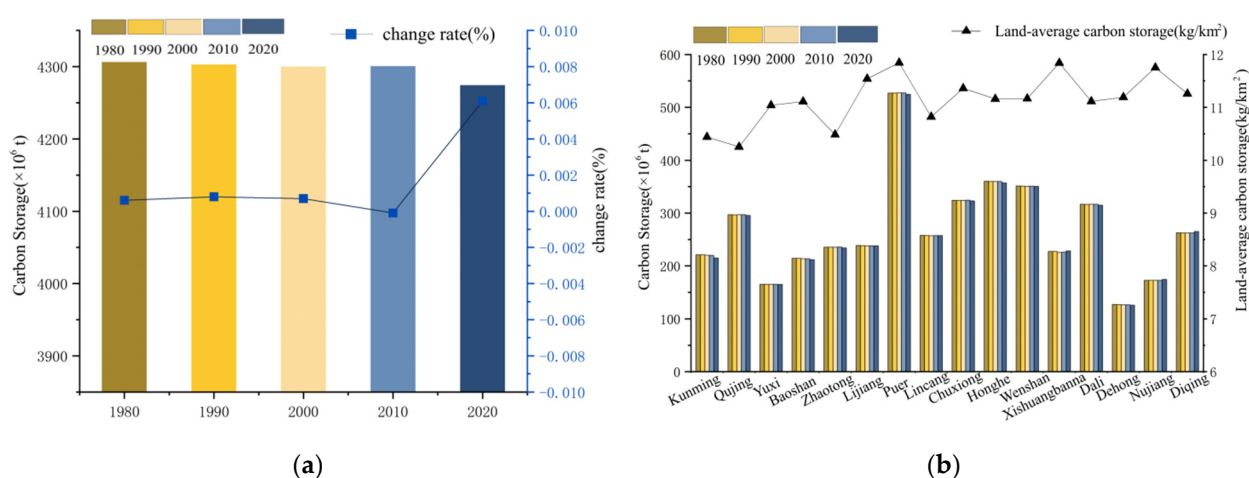 1980 1990 2000 2010 2020
change rate(%)
Carbon Storage(×10⁶ t)
4300
4200
4100
4000
3900
0.010
0.008
0.006
0.004
0.002
0.000
−0.002
−0.004
−0.006
−0.008
−0.010
change rate(%)
1980 1990 2000 2010 2020
(a)
Land-average carbon storage(kg/km²)
1980 1990 2000 2010 2020
Carbon Storage(×10⁶ t)
600
500
400
300
200
100
0
12
11
10
9
8
7
6
Land-average carbon storage(kg/km²)
Kunming
Qujing
Yuxi
Baoshan
Zhaotong
Lijiang
Puer
Lincang
Chuxiong
Honghe
Wenshan
Xishuangbanna
Dali
Dehong
Nujiang
Diqing
(b)